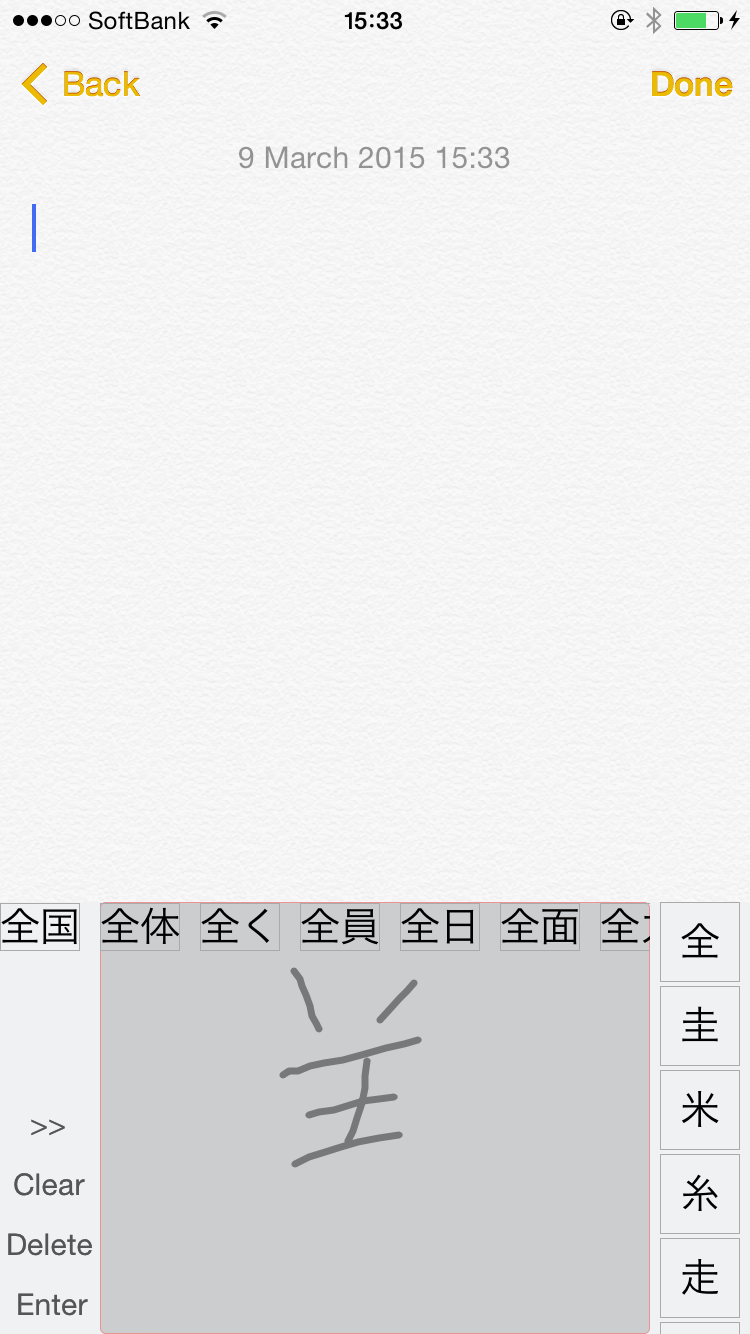 SoftBank 15:33
Back Done
9 March 2015 15:33
全国 全体 全く 全員 全日 全面 全
全
圭
米
糸
走
>>
Clear
Delete
Enter